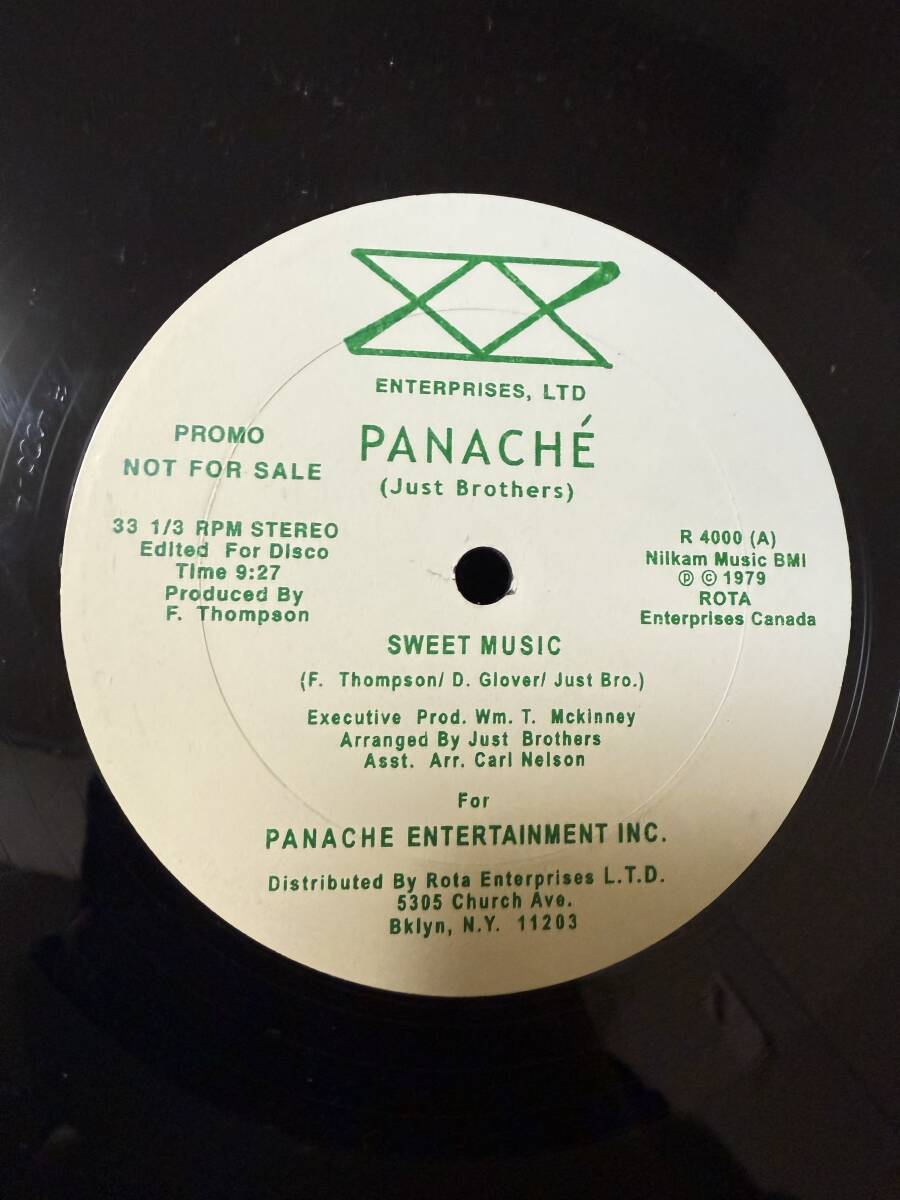 ENTERPRISES, LTD
PROMO
NOT FOR SALE
PANACHÉ
(Just Brothers)
33 1/3 RPM STEREO
Edited For Disco
Time 9:27
Produced By
F. Thompson
R 4000 (A)
Nilkam Music BMI
℗ © 1979
ROTA
Enterprises Canada
SWEET MUSIC
(F. Thompson/ D. Glover/ Just Bro.)
Executive Prod. Wm. T. Mckinney
Arranged By Just Brothers
Asst. Arr. Carl Nelson
For
PANACHE ENTERTAINMENT INC.
Distributed By Rota Enterprises L.T.D.
5305 Church Ave.
Bklyn, N.Y. 11203